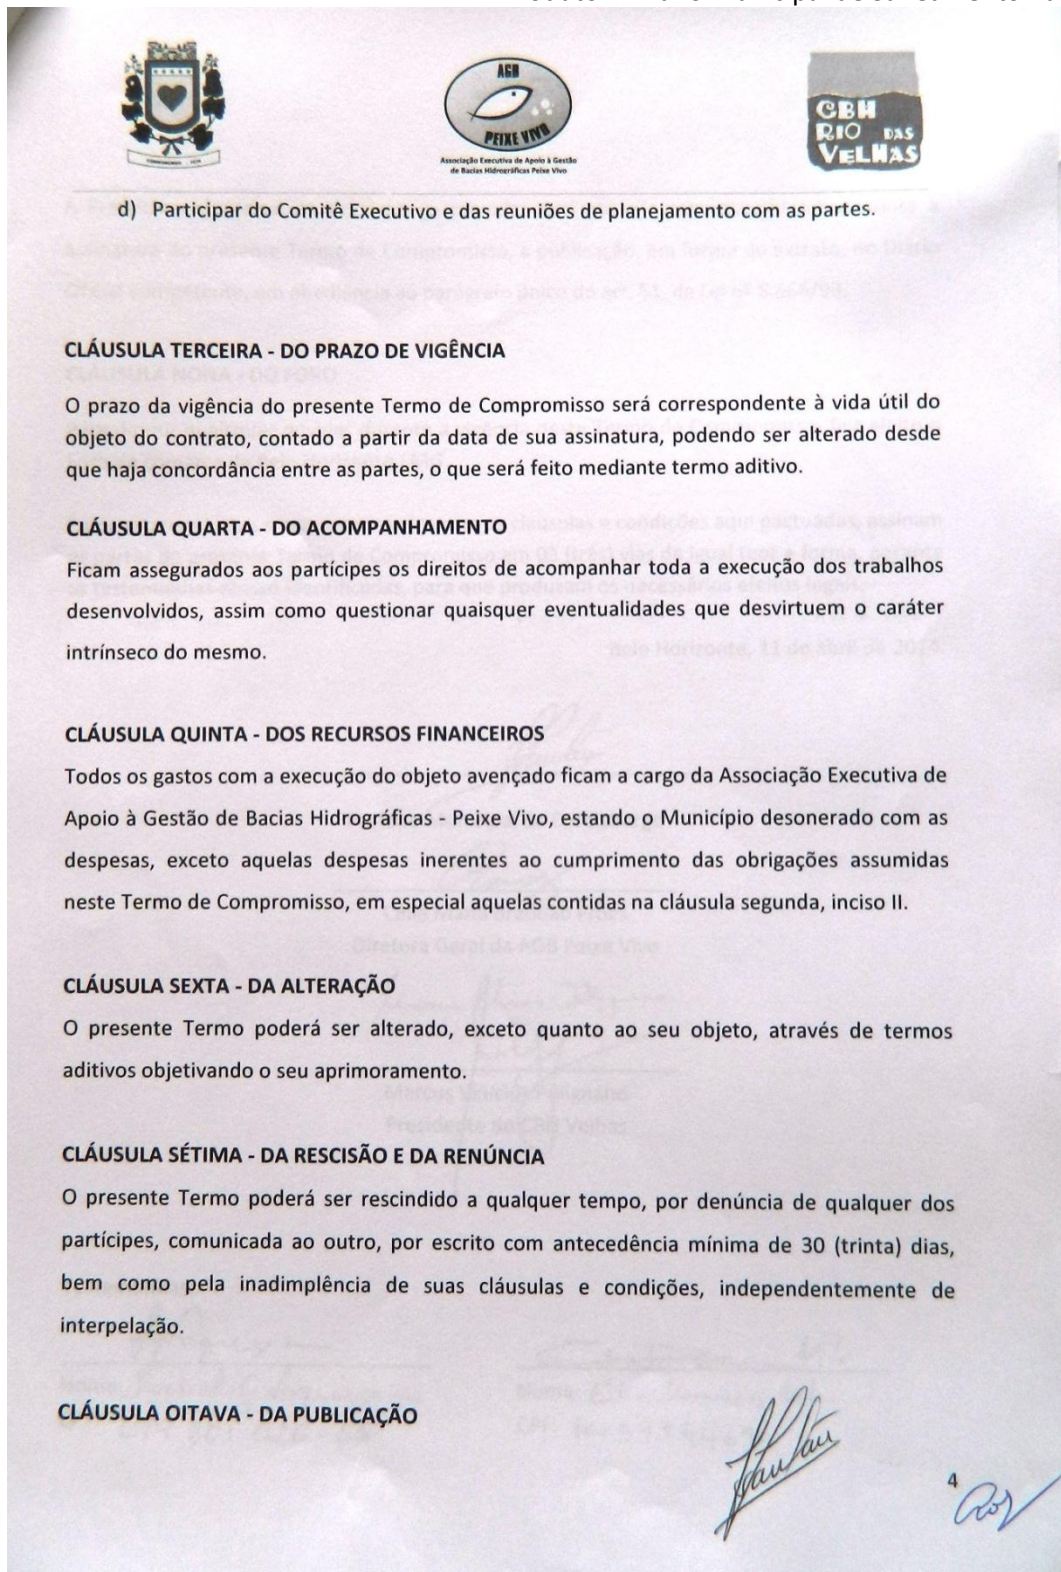 AGB
PEIXE VIVO
Associação Executiva de Apoio à Gestão
de Bacias Hidrográficas Peixe Vivo
CBH
RIO DAS
VELHAS
d) Participar do Comitê Executivo e das reuniões de planejamento com as partes.
CLÁUSULA TERCEIRA - DO PRAZO DE VIGÊNCIA
O prazo da vigência do presente Termo de Compromisso será correspondente à vida útil do
objeto do contrato, contado a partir da data de sua assinatura, podendo ser alterado desde
que haja concordância entre as partes, o que será feito mediante termo aditivo.
CLÁUSULA QUARTA - DO ACOMPANHAMENTO
Ficam assegurados aos partícipes os direitos de acompanhar toda a execução dos trabalhos
desenvolvidos, assim como questionar quaisquer eventualidades que desvirtuem o caráter
intrínseco do mesmo.
CLÁUSULA QUINTA - DOS RECURSOS FINANCEIROS
Todos os gastos com a execução do objeto avençado ficam a cargo da Associação Executiva de
Apoio à Gestão de Bacias Hidrográficas - Peixe Vivo, estando o Município desonerado com as
despesas, exceto aquelas despesas inerentes ao cumprimento das obrigações assumidas
neste Termo de Compromisso, em especial aquelas contidas na cláusula segunda, inciso II.
CLÁUSULA SEXTA - DA ALTERAÇÃO
O presente Termo poderá ser alterado, exceto quanto ao seu objeto, através de termos
aditivos objetivando o seu aprimoramento.
CLÁUSULA SÉTIMA - DA RESCISÃO E DA RENÚNCIA
O presente Termo poderá ser rescindido a qualquer tempo, por denúncia de qualquer dos
partícipes, comunicada ao outro, por escrito com antecedência mínima de 30 (trinta) dias,
bem como pela inadimplência de suas cláusulas e condições, independentemente de
interpelação.
CLÁUSULA OITAVA - DA PUBLICAÇÃO
4